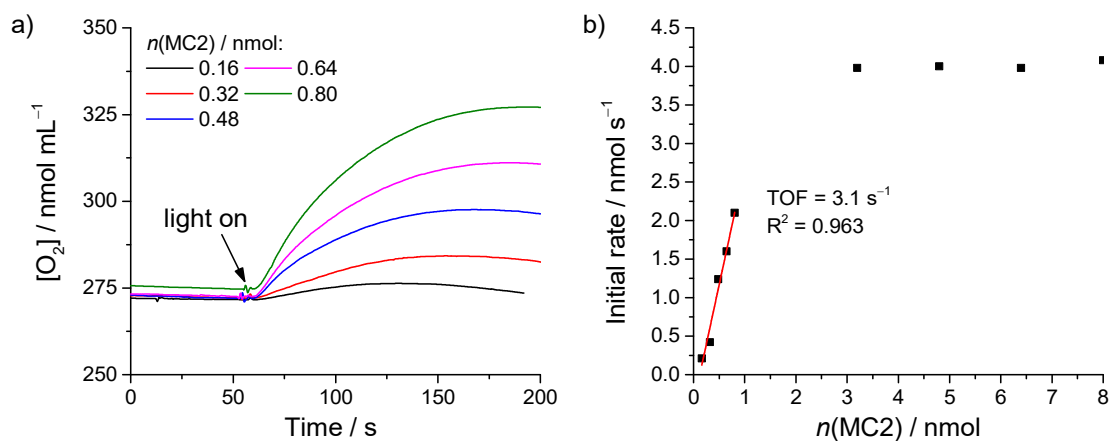 a)
[O₂] / nmol mL⁻¹
350
325
300
275
250
n(MC2) / nmol:
0.16 0.64
0.32 0.80
0.48
light on
0 50 100 150 200
Time / s
b)
Initial rate / nmol s⁻¹
4.5
4.0
3.5
3.0
2.5
2.0
1.5
1.0
0.5
0.0
TOF = 3.1 s⁻¹
R² = 0.963
0 1 2 3 4 5 6 7 8
n(MC2) / nmol